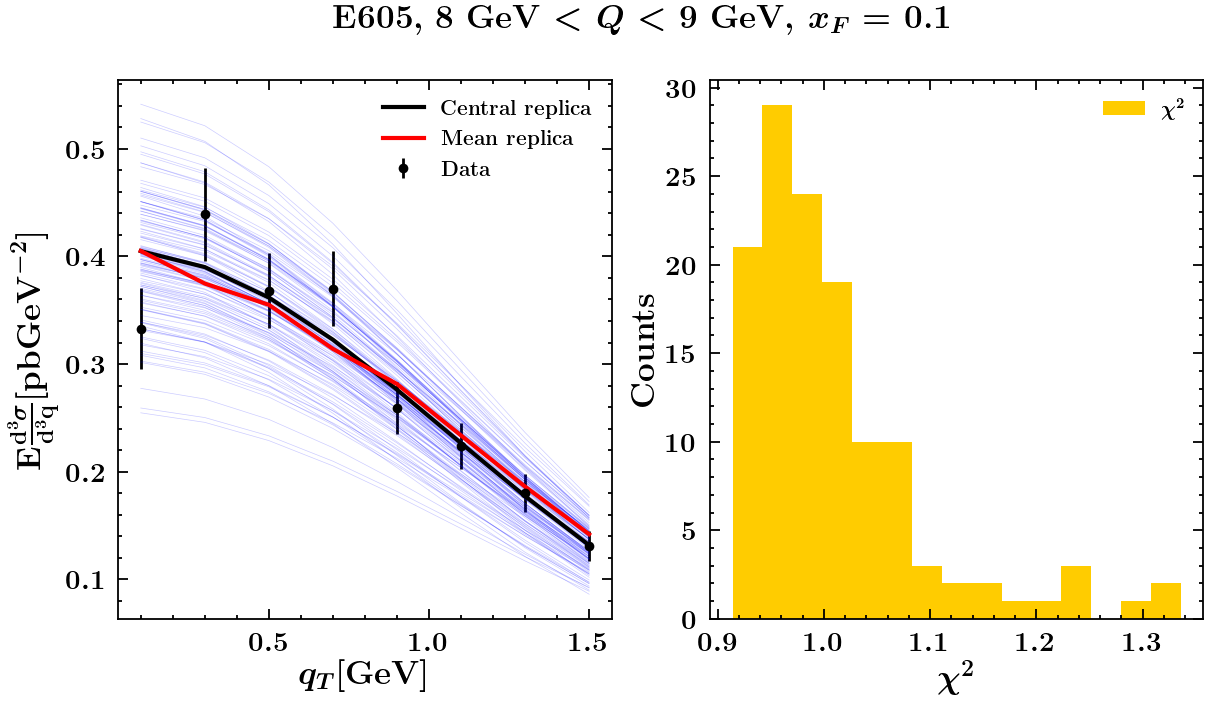 E605, 8 GeV < Q < 9 GeV, x_F = 0.1
Central replica
Mean replica
Data
0.5
0.4
0.3
0.2
0.1
E d³σ/d³q [pbGeV⁻²]
0.5 1.0 1.5
q_T[GeV]
χ²
30
25
20
15
10
5
0
Counts
0.9 1.0 1.1 1.2 1.3
χ²